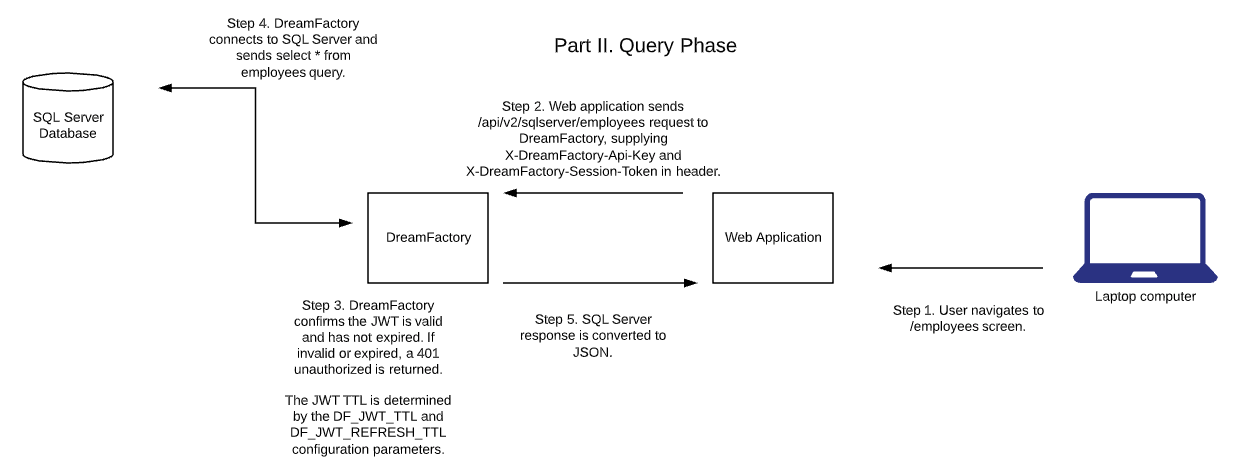 Part II. Query Phase
Step 4. DreamFactory
connects to SQL Server and
sends select * from
employees query.
SQL Server
Database
Step 2. Web application sends
/api/v2/sqlserver/employees request to
DreamFactory, supplying
X-DreamFactory-Api-Key and
X-DreamFactory-Session-Token in header.
DreamFactory
Web Application
Laptop computer
Step 1. User navigates to
/employees screen.
Step 3. DreamFactory
confirms the JWT is valid
and has not expired. If
invalid or expired, a 401
unauthorized is returned.
The JWT TTL is determined
by the DF_JWT_TTL and
DF_JWT_REFRESH_TTL
configuration parameters.
Step 5. SQL Server
response is converted to
JSON.